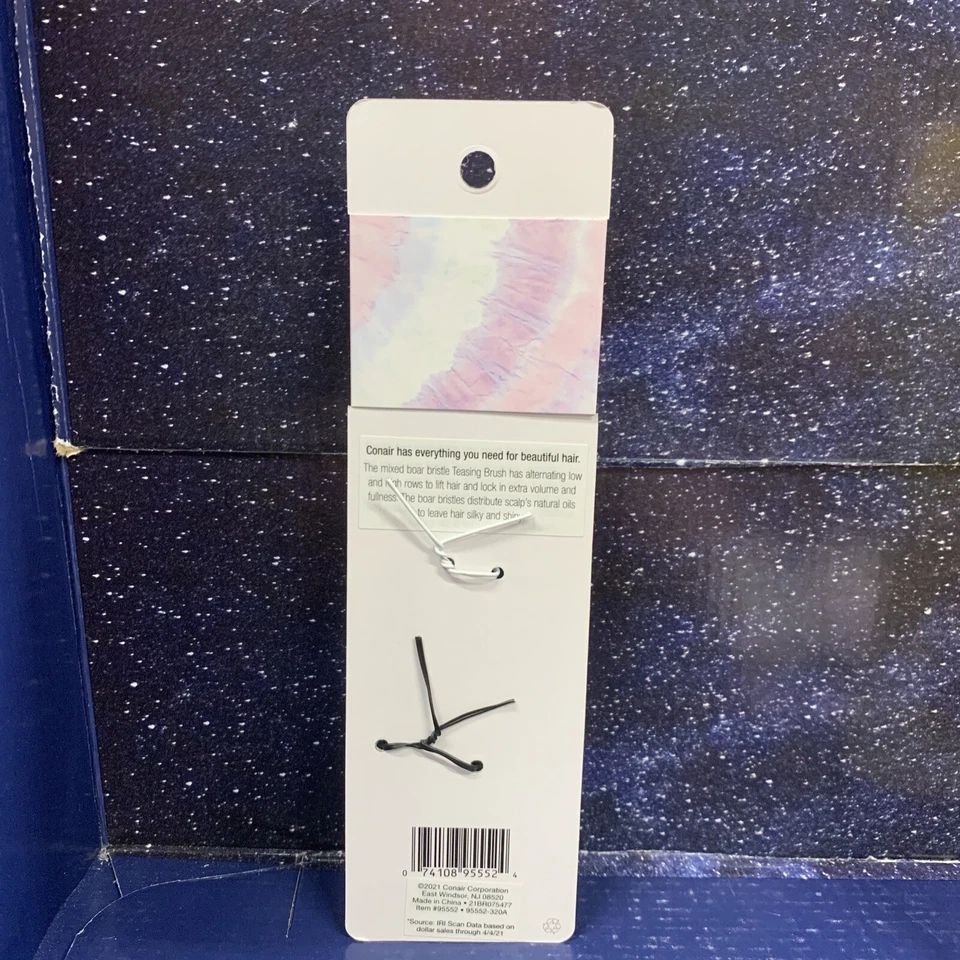 Conair has everything you need for beautiful hair.
The mixed boar bristle Teasing Brush has alternating low
and high rows to lift hair and lock in extra volume and
fullness. The boar bristles distribute scalp's natural oils
to leave hair silky and shiny.
0 74108 95552 4
©2021 Conair Corporation
East Windsor, NJ 08520
Made in China • 21BR075477
Item #95552 • 95552-320A
*Source: IRI Scan Data based on
dollar sales through 4/4/21